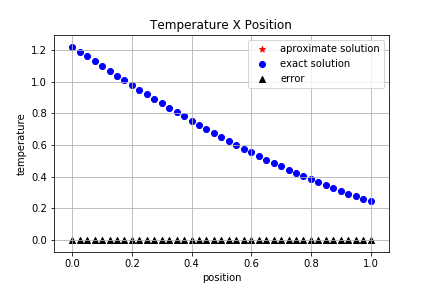 Temperature X Position
aproximate solution
exact solution
error
temperature
1.2
1.0
0.8
0.6
0.4
0.2
0.0
0.0 0.2 0.4 0.6 0.8 1.0
position